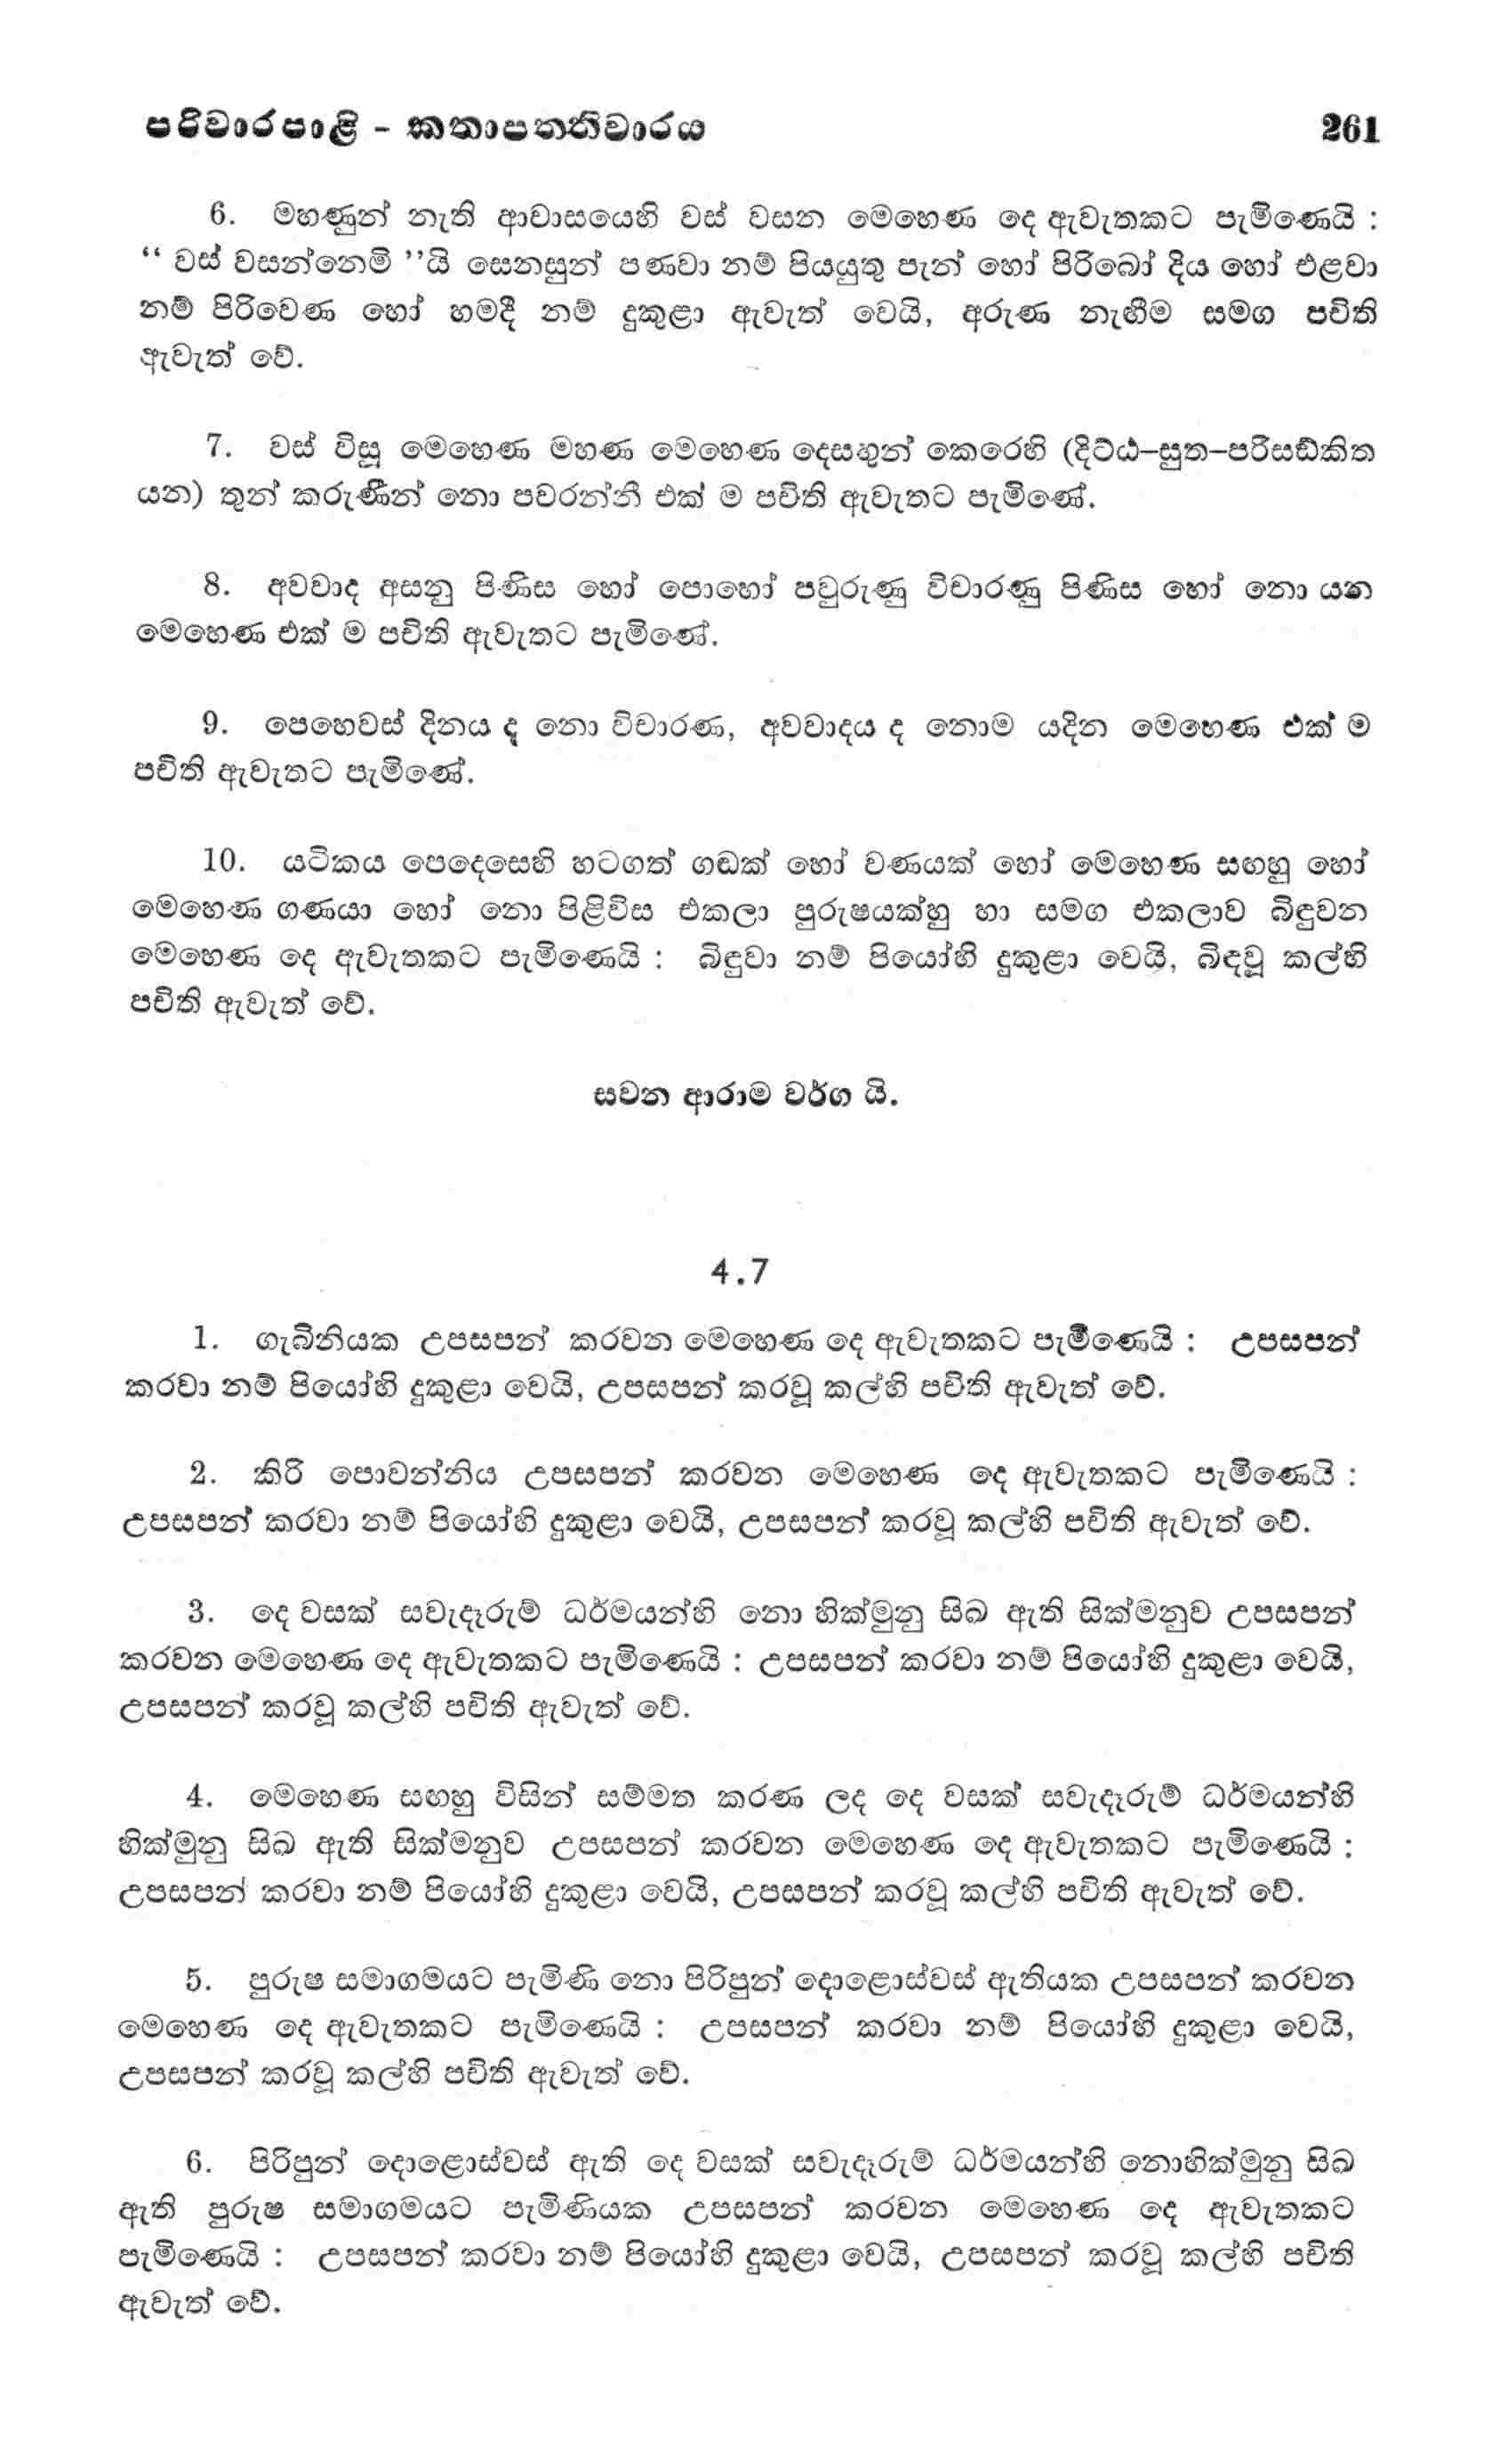 පරිවාරපාළි - කතාපතතිවාරය 261
6. මහණුන් නැති ආවාසයෙහි වස් වසන මෙහෙණ දෙ ඇවැතකට පැමිණෙයි :
“ වස් වසන්නෙමි ”යි සෙනසුන් පණවා නම් පියයුතු පැන් හෝ පිරිබෝ දිය හෝ එළවා
නම් පිරිවෙණ හෝ හමදී නම් දුකුළා ඇවැත් වෙයි, අරුණ නැඟීම සමග පචිති
ඇවැත් වේ.
7. වස් විසූ මෙහෙණ මහණ මෙහෙණ දෙසඟුන් කෙරෙහි (දිට්ඨ–සුත–පරිසඬ්කිත
යන) තුන් කරුණීන් නො පවරන්නී එක් ම පචිති ඇවැතට පැමිණේ.
8. අවවාද අසනු පිණිස හෝ පොහෝ පවුරුණු විචාරණු පිණිස හෝ නො යන
මෙහෙණ එක් ම පචිති ඇවැතට පැමිණේ.
9. පෙහෙවස් දිනය ද නො විචාරණ, අවවාදය ද නොම යදින මෙහෙණ එක් ම
පචිති ඇවැතට පැමිණේ.
10. යටිකය පෙදෙසෙහි හටගත් ගඬක් හෝ වණයක් හෝ මෙහෙණ සඟහු හෝ
මෙහෙණ ගණයා හෝ නො පිළිවිස එකලා පුරුෂයක්හු හා සමග එකලාව බිඳුවන
මෙහෙණ දෙ ඇවැතකට පැමිණෙයි : බිඳුවා නම් පියෝහි දුකුළා වෙයි, බිඳවූ කල්හි
පචිති ඇවැත් වේ.
සවන ආරාම වර්ග යි.
4.7
1. ගැබිනියක උපසපන් කරවන මෙහෙණ දෙ ඇවැතකට පැමිණෙයි : උපසපන්
කරවා නම් පියෝහි දුකුළා වෙයි, උපසපන් කරවූ කල්හි පචිති ඇවැත් වේ.
2. කිරි පොවන්නිය උපසපන් කරවන මෙහෙණ දෙ ඇවැතකට පැමිණෙයි :
උපසපන් කරවා නම් පියෝහි දුකුළා වෙයි, උපසපන් කරවූ කල්හි පචිති ඇවැත් වේ.
3. දෙ වසක් සවැදෑරුම් ධර්මයන්හි නො හික්මුනු සිඛ ඇති සික්මනුව උපසපන්
කරවන මෙහෙණ දෙ ඇවැතකට පැමිණෙයි : උපසපන් කරවා නම් පියෝහි දුකුළා වෙයි,
උපසපන් කරවූ කල්හි පචිති ඇවැත් වේ.
4. මෙහෙණ සඟහු විසින් සම්මත කරණ ලද දෙ වසක් සවැදෑරුම් ධර්මයන්හි
හික්මුනු සිඛ ඇති සික්මනුව උපසපන් කරවන මෙහෙණ දෙ ඇවැතකට පැමිණෙයි :
උපසපන් කරවා නම් පියෝහි දුකුළා වෙයි, උපසපන් කරවූ කල්හි පචිති ඇවැත් වේ.
5. පුරුෂ සමාගමයට පැමිණි නො පිරිපුන් දෙළොස්වස් ඇතියක උපසපන් කරවන
මෙහෙණ දෙ ඇවැතකට පැමිණෙයි : උපසපන් කරවා නම් පියෝහි දුකුළා වෙයි,
උපසපන් කරවූ කල්හි පචිති ඇවැත් වේ.
6. පිරිපුන් දොළොස්වස් ඇති දෙ වසක් සවැදෑරුම් ධර්මයන්හි නොහික්මුනු සිඛ
ඇති පුරුෂ සමාගමයට පැමිණියක උපසපන් කරවන මෙහෙණ දෙ ඇවැතකට
පැමිණෙයි : උපසපන් කරවා නම් පියෝහි දුකුළා වෙයි, උපසපන් කරවූ කල්හි පචිති
ඇවැත් වේ.